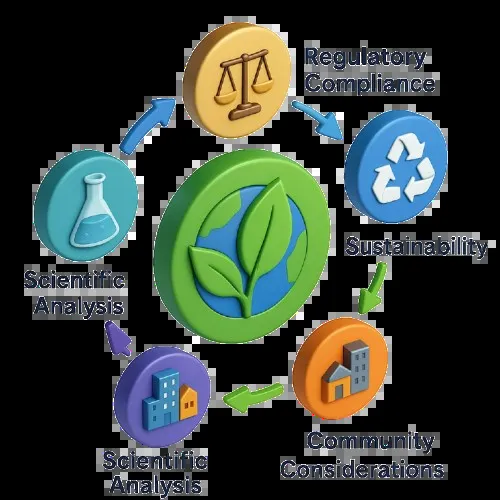 Regulatory
Compliance
Sustainability
Scientific
Analysis
Community
Considerations
Scientific
Analysis